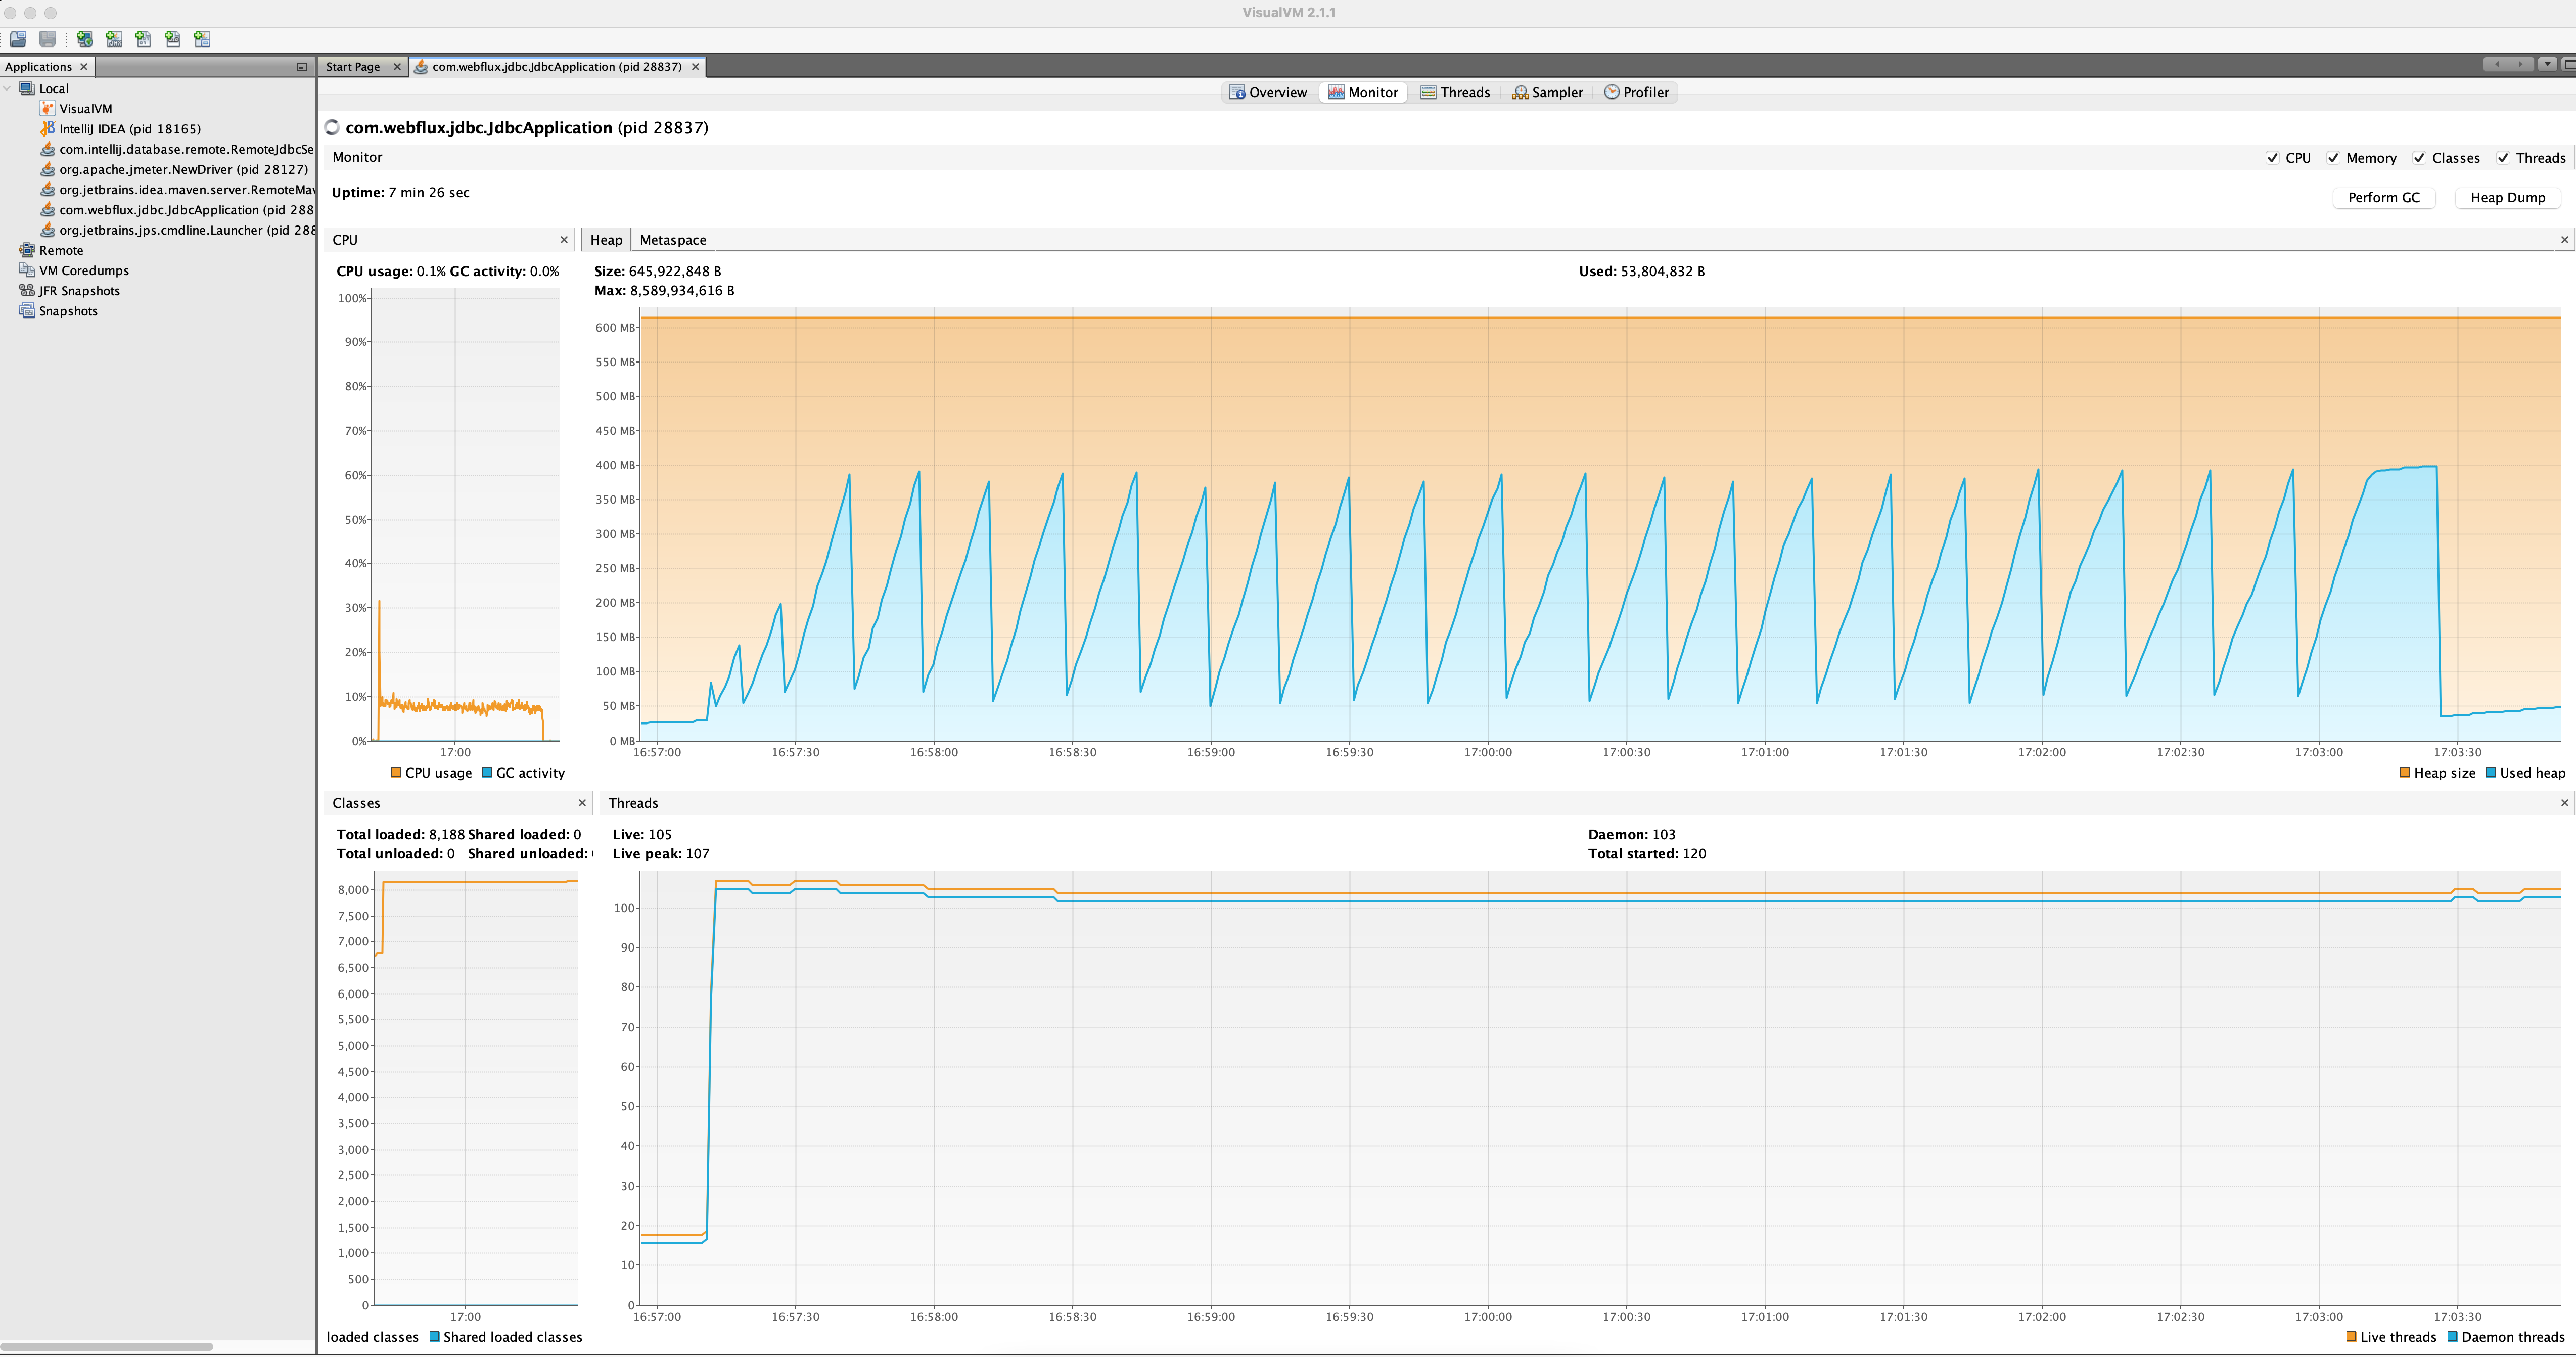 VisualVM 2.1.1
Applications
Start Page
com.webflux.jdbc.JdbcApplication (pid 28837)
Local
VisualVM
IntelliJ IDEA (pid 18165)
com.intellij.database.remote.RemoteJdbcSe
org.apache.jmeter.NewDriver (pid 28127)
org.jetbrains.idea.maven.server.RemoteMav
com.webflux.jdbc.JdbcApplication (pid 288
org.jetbrains.jps.cmdline.Launcher (pid 288
Remote
VM Coredumps
JFR Snapshots
Snapshots
Overview Monitor Threads Sampler Profiler
com.webflux.jdbc.JdbcApplication (pid 28837)
Monitor
CPU Memory Classes Threads
Uptime: 7 min 26 sec
Perform GC Heap Dump
CPU
CPU usage: 0.1% GC activity: 0.0%
100%
90%
80%
70%
60%
50%
40%
30%
20%
10%
0%
17:00
CPU usage GC activity
Heap Metaspace
Size: 645,922,848 B Used: 53,804,832 B
Max: 8,589,934,616 B
600 MB
550 MB
500 MB
450 MB
400 MB
350 MB
300 MB
250 MB
200 MB
150 MB
100 MB
50 MB
0 MB
16:57:00 16:57:30 16:58:00 16:58:30 16:59:00 16:59:30 17:00:00 17:00:30 17:01:00 17:01:30 17:02:00 17:02:30 17:03:00 17:03:30
Heap size Used heap
Classes
Total loaded: 8,188 Shared loaded: 0
Total unloaded: 0 Shared unloaded:
8,000
7,500
7,000
6,500
6,000
5,500
5,000
4,500
4,000
3,500
3,000
2,500
2,000
1,500
1,000
500
0
17:00
loaded classes Shared loaded classes
Threads
Live: 105 Daemon: 103
Live peak: 107 Total started: 120
100
90
80
70
60
50
40
30
20
10
0
16:57:00 16:57:30 16:58:00 16:58:30 16:59:00 16:59:30 17:00:00 17:00:30 17:01:00 17:01:30 17:02:00 17:02:30 17:03:00 17:03:30
Live threads Daemon threads